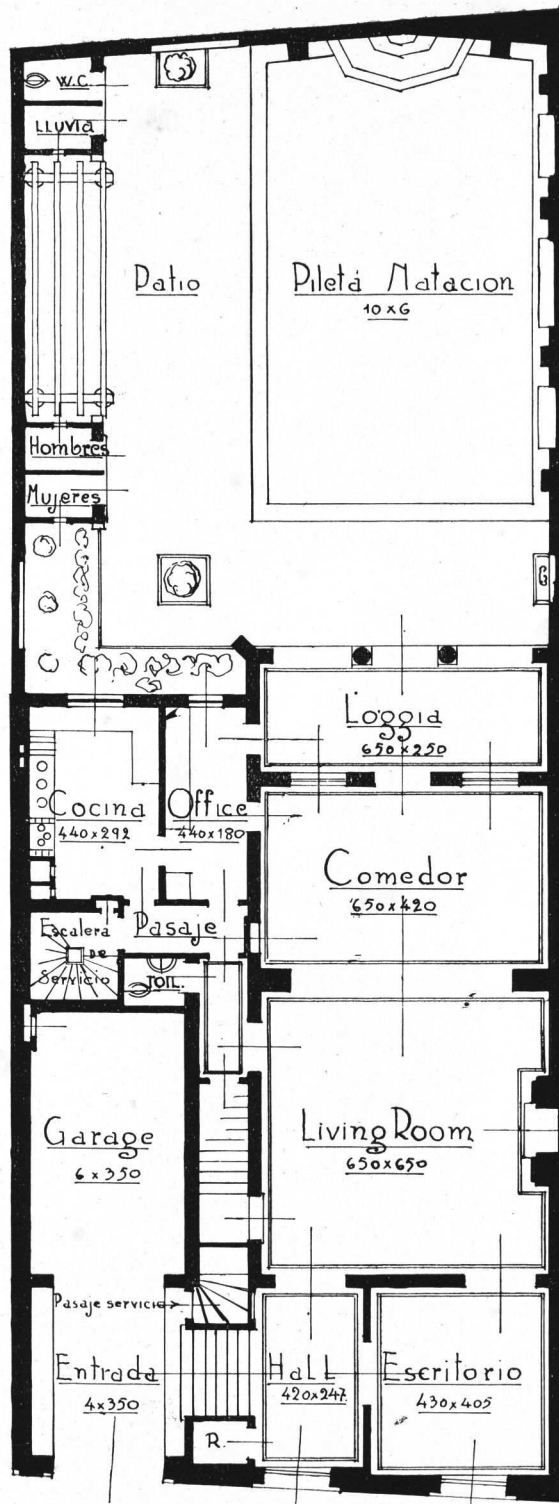 W.C.
LLUVIA
Patio
Piletá Natacion
10 x 6
Hombres
Mujeres
G
Loggia
650 x 250
Cocina
440 x 292
Office
440 x 180
Comedor
650 x 420
Escalera
DE
Servicio
Pasaje
TOIL.
Garage
6 x 350
Living Room
650 x 650
Pasaje servicio
Entrada
4 x 350
Hall
420 x 247
Escritorio
430 x 405
R.